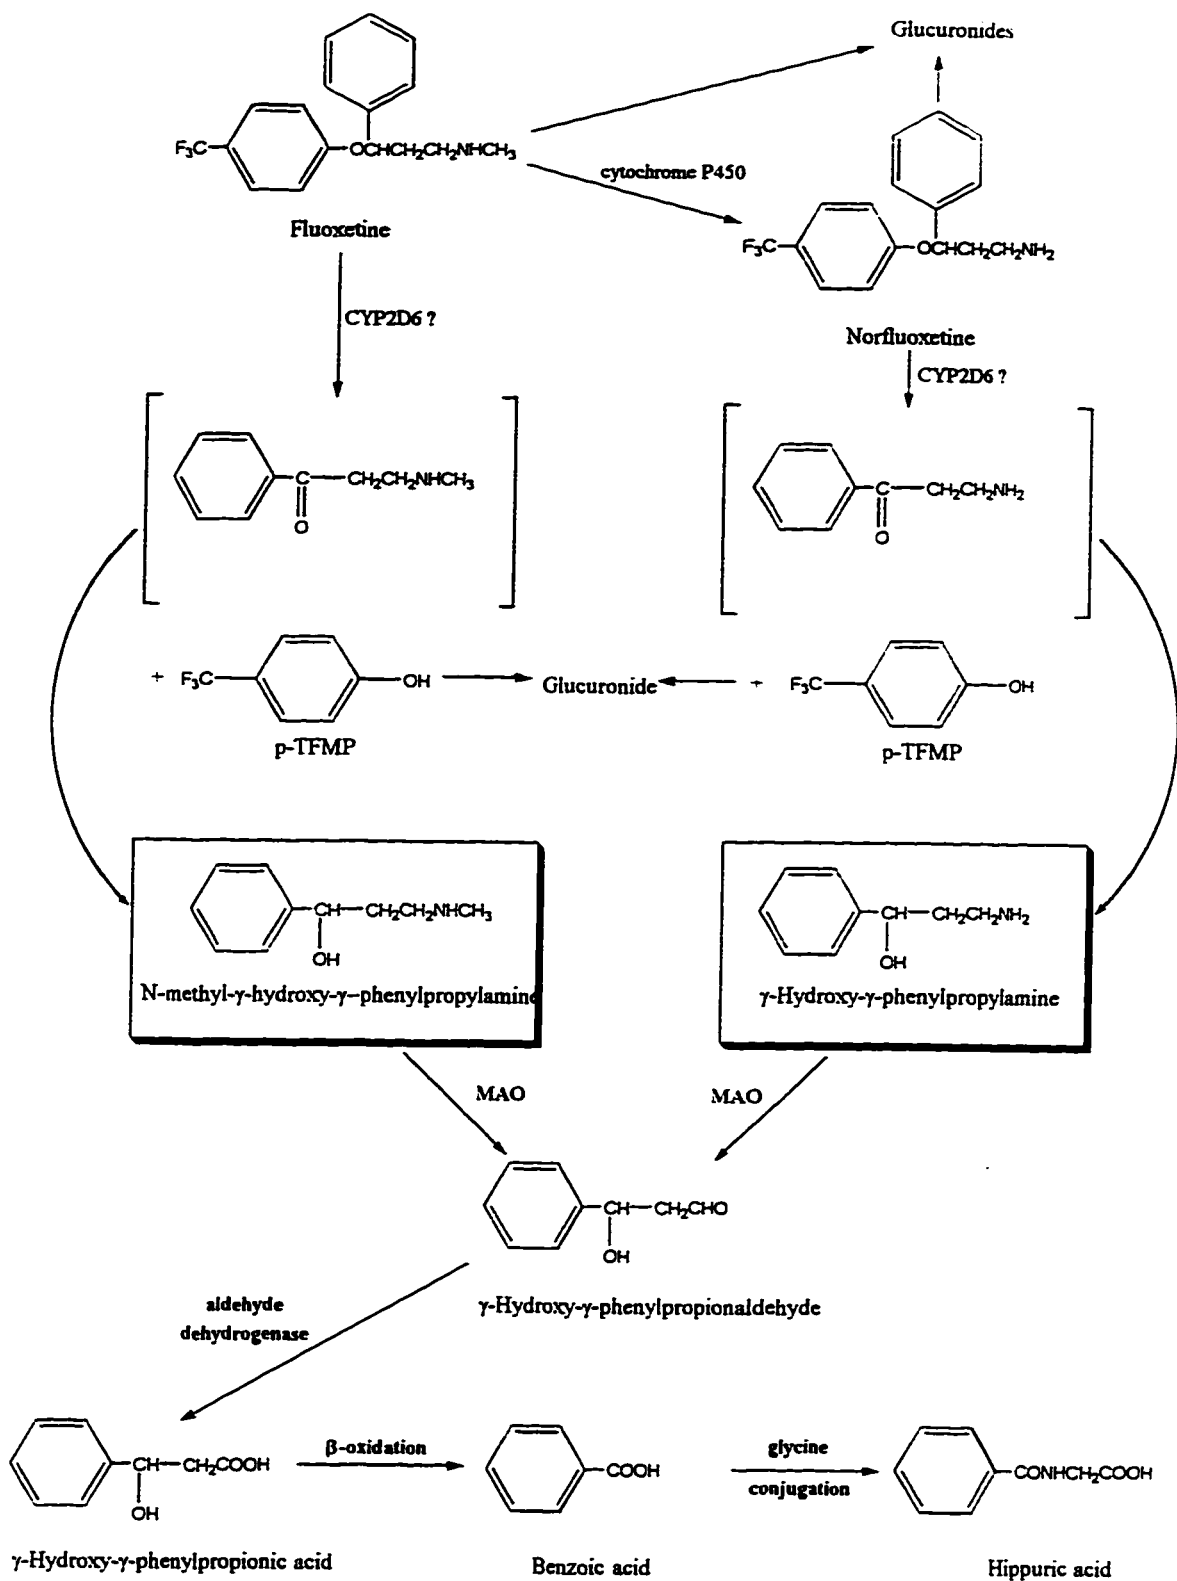 Glucuronides
F₃C
OCHCH₂CH₂NHCH₃
cytochrome P450
Fluoxetine
F₃C
OCHCH₂CH₂NH₂
CYP2D6 ?
Norfluoxetine
CYP2D6 ?
C
CH₂CH₂NHCH₃
O
C
CH₂CH₂NH₂
O
+ F₃C
OH
Glucuronide
+ F₃C
OH
p-TFMP
p-TFMP
CH
CH₂CH₂NHCH₃
OH
N-methyl-γ-hydroxy-γ-phenylpropylamine
CH
CH₂CH₂NH₂
OH
γ-Hydroxy-γ-phenylpropylamine
MAO
MAO
CH
CH₂CHO
OH
γ-Hydroxy-γ-phenylpropionaldehyde
aldehyde
dehydrogenase
CH
CH₂COOH
OH
β-oxidation
COOH
glycine
conjugation
CONHCH₂COOH
γ-Hydroxy-γ-phenylpropionic acid
Benzoic acid
Hippuric acid